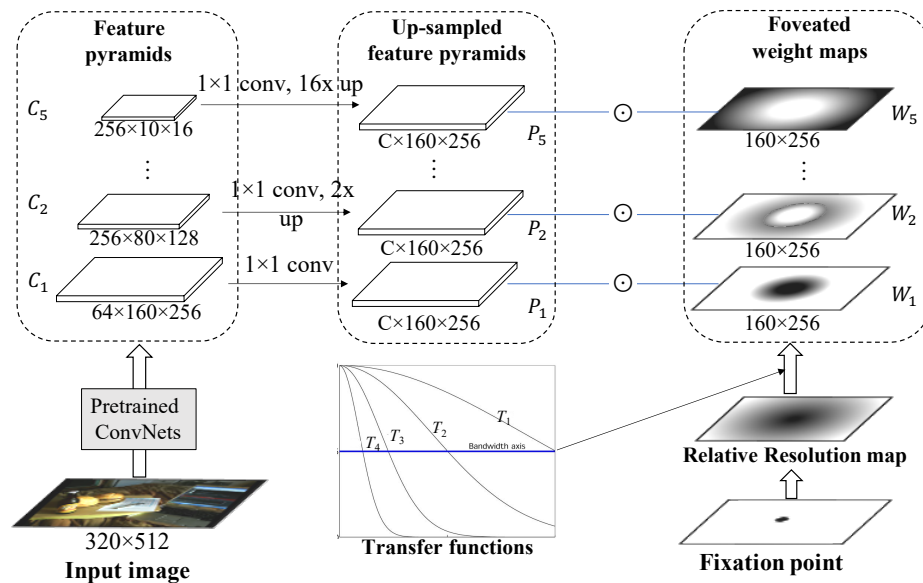 Feature
pyramids
C5
256×10×16
⋮
C2
256×80×128
C1
64×160×256
1×1 conv, 16x up
1×1 conv, 2x
up
1×1 conv
Up-sampled
feature pyramids
C×160×256
P5
⋮
C×160×256
P2
C×160×256
P1
⊙
⊙
⊙
Foveated
weight maps
W5
160×256
⋮
W2
160×256
W1
160×256
Pretrained
ConvNets
320×512
Input image
T1
T2
T3
T4
Bandwidth axis
Transfer functions
Relative Resolution map
Fixation point